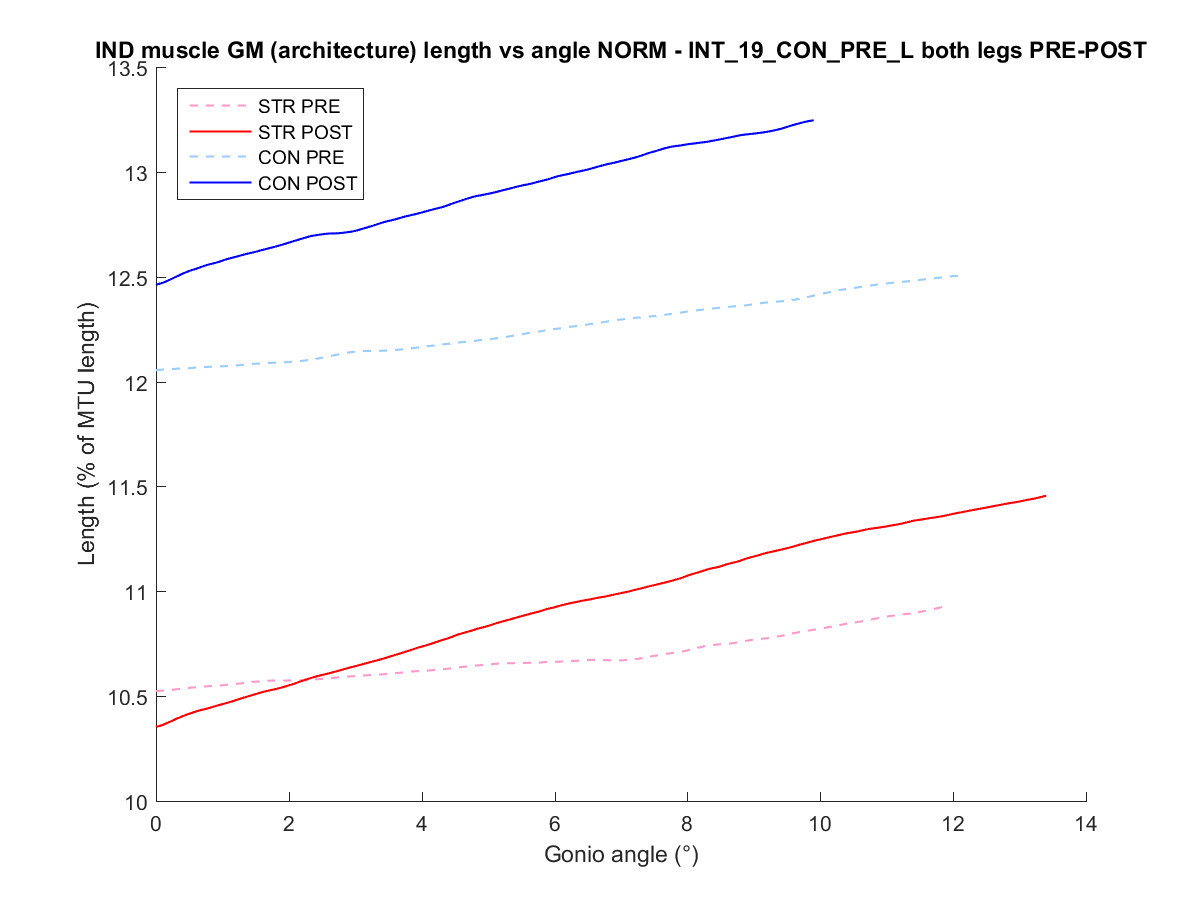 IND muscle GM (architecture) length vs angle NORM - INT_19_CON_PRE_L both legs PRE-POST
13.5
STR PRE
STR POST
CON PRE
CON POST
13
12.5
12
11.5
11
10.5
10
Length (% of MTU length)
0 2 4 6 8 10 12 14
Gonio angle (°)